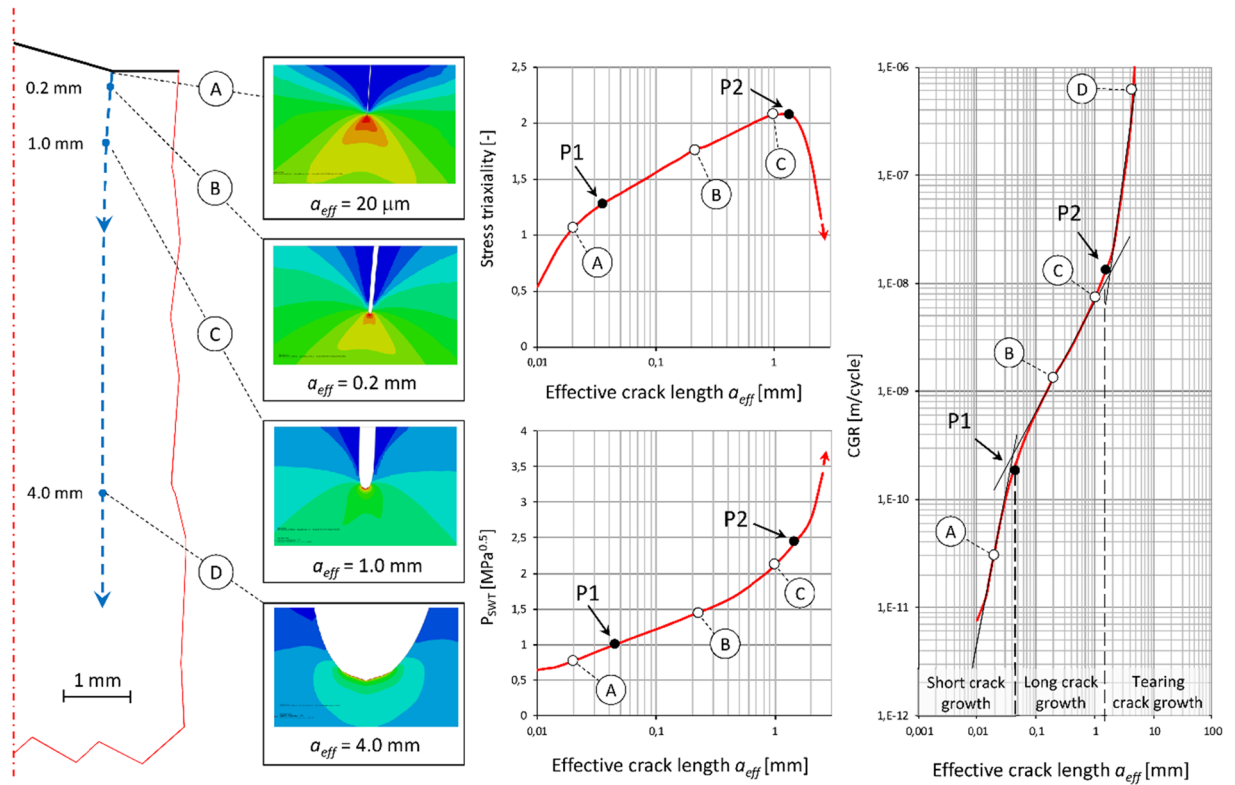 0.2 mm
1.0 mm
4.0 mm
1 mm
A
B
C
D
a_eff = 20 μm
a_eff = 0.2 mm
a_eff = 1.0 mm
a_eff = 4.0 mm
Stress triaxiality [-]
2,5
2
1,5
1
0,5
0
0,01
0,1
1
P1
P2
A
B
C
Effective crack length a_eff [mm]
P_SWT [MPa^0.5]
4
3,5
3
2,5
2
1,5
1
0,5
0
0,01
0,1
1
P1
P2
A
B
C
Effective crack length a_eff [mm]
CGR [m/cycle]
1,E-06
1,E-07
1,E-08
1,E-09
1,E-10
1,E-11
1,E-12
D
P2
C
B
P1
A
Short crack
growth
Long crack
growth
Tearing
crack growth
0,001
0,01
0,1
1
10
100
Effective crack length a_eff [mm]